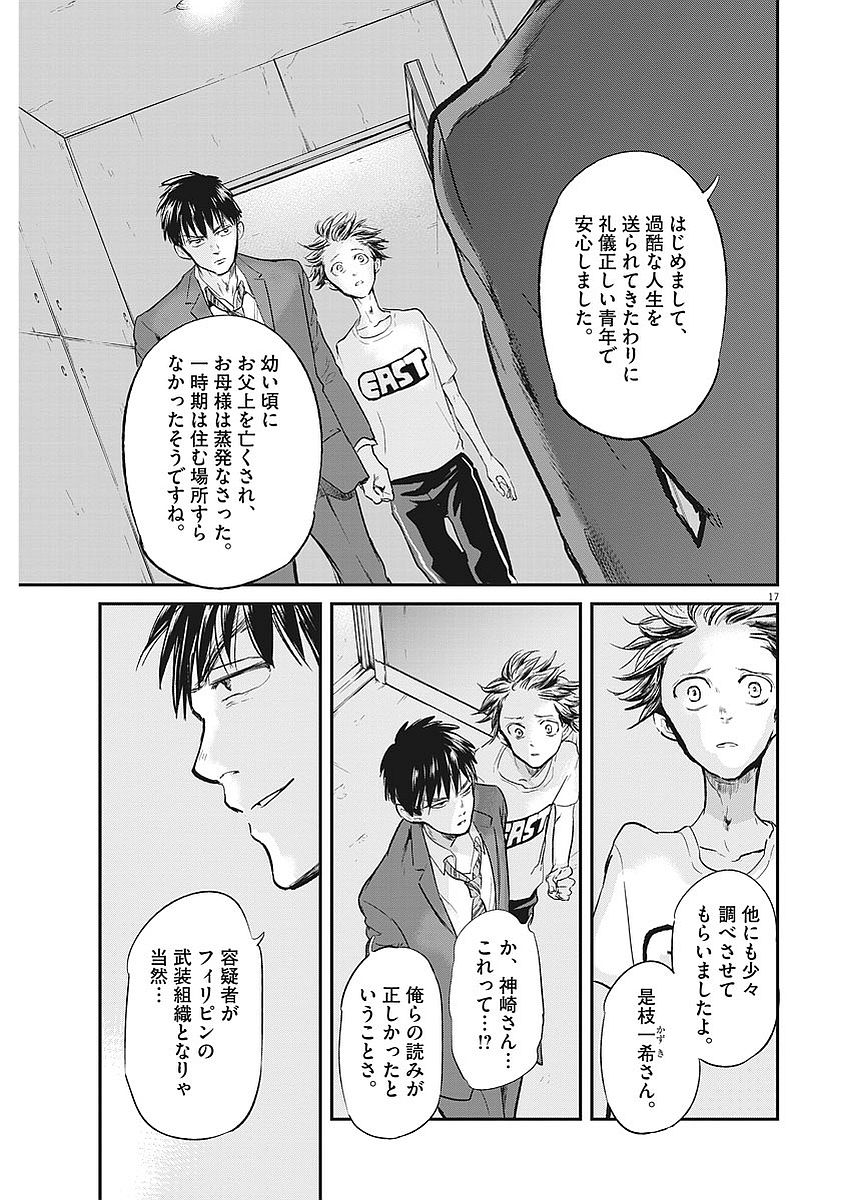 はじめまして、
過酷な人生を
送られてきたわりに
礼儀正しい青年で
安心しました。
EAST
幼い頃に
お父上を亡くされ、
お母様は蒸発なさった。
一時期は住む場所すら
なかったそうですね。
17
他にも少々
調べさせて
もらいましたよ。
是枝一希さん。
かずき
EAST
か、神崎さん…
これって…!?
俺らの読みが
正しかったと
いうことさ。
容疑者が
フィリピンの
武装組織となりゃ
当然…